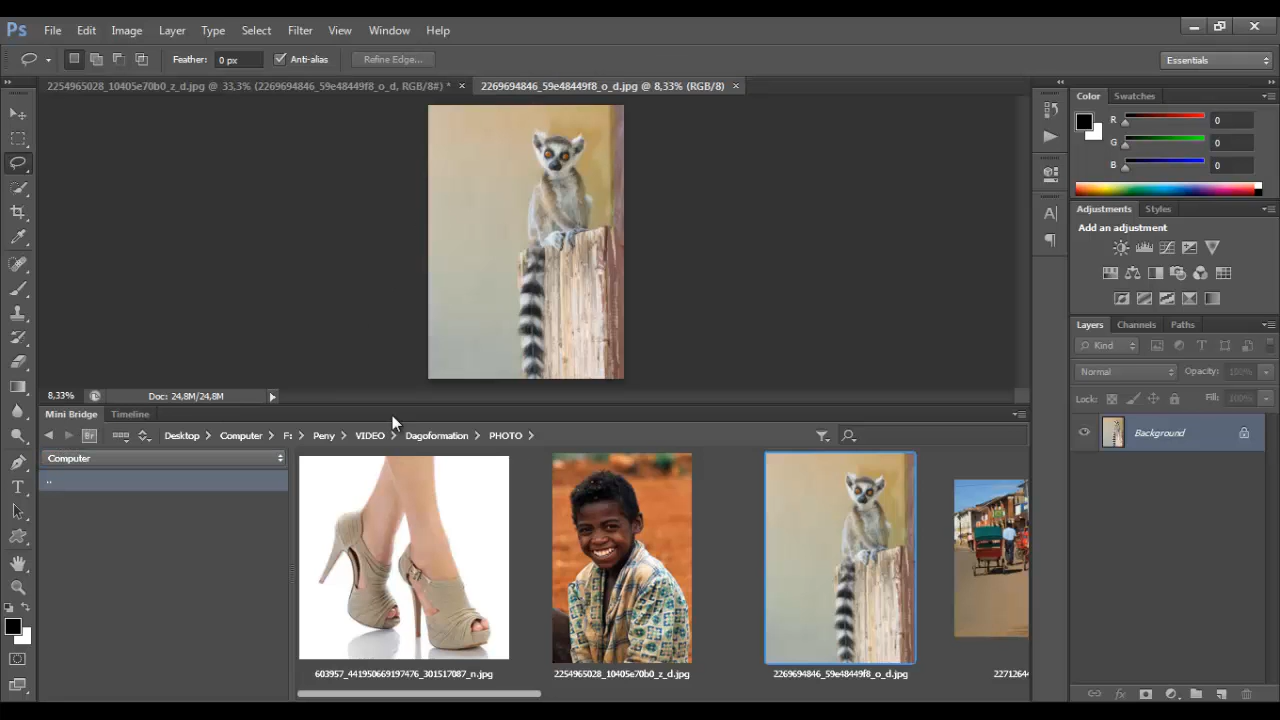 Ps File Edit Image Layer Type Select Filter View Window Help
Feather: 0 px Anti-alias Refine Edge... Essentials
2254965028_10405e70b0_z_d.jpg @ 33,3% (2269694846_59e48449f8_o_d, RGB/8#) * × 2269694846_59e48449f8_o_d.jpg @ 8,33% (RGB/8) ×
Color Swatches
R 0
G 0
B 0
Adjustments Styles
Add an adjustment
Layers Channels Paths
Kind
Normal Opacity: 100%
Lock: Fill: 100%
Background
8,33% Doc: 24,8M/24,8M
Mini Bridge Timeline
Br Desktop Computer F: Peny VIDEO Dagoformation PHOTO
Computer
..
603957_441950669197476_301517087_n.jpg 2254965028_10405e70b0_z_d.jpg 2269694846_59e48449f8_o_d.jpg 2271264